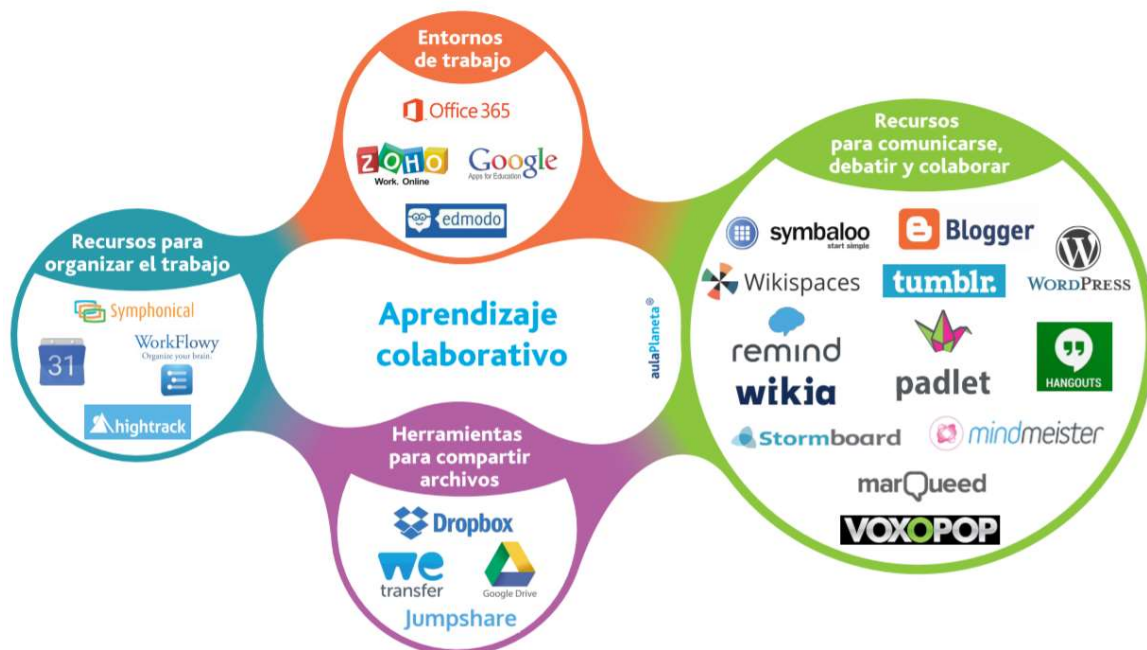 Entornos
de trabajo
Office 365
ZOHO
Work. Online
Google
Apps for Education
edmodo
Recursos
para comunicarse,
debatir y colaborar
symbaloo
start simple
Blogger
WORDPRESS
Wikispaces
tumblr.
remind
padlet
HANGOUTS
wikia
Stormboard
mindmeister
marQueed
VOXOPOP
Recursos para
organizar el trabajo
Symphonical
31
WorkFlowy
Organize your brain.
hightrack
Aprendizaje
colaborativo
aulaPlaneta®
Herramientas
para compartir
archivos
Dropbox
we
transfer
Google Drive
Jumpshare